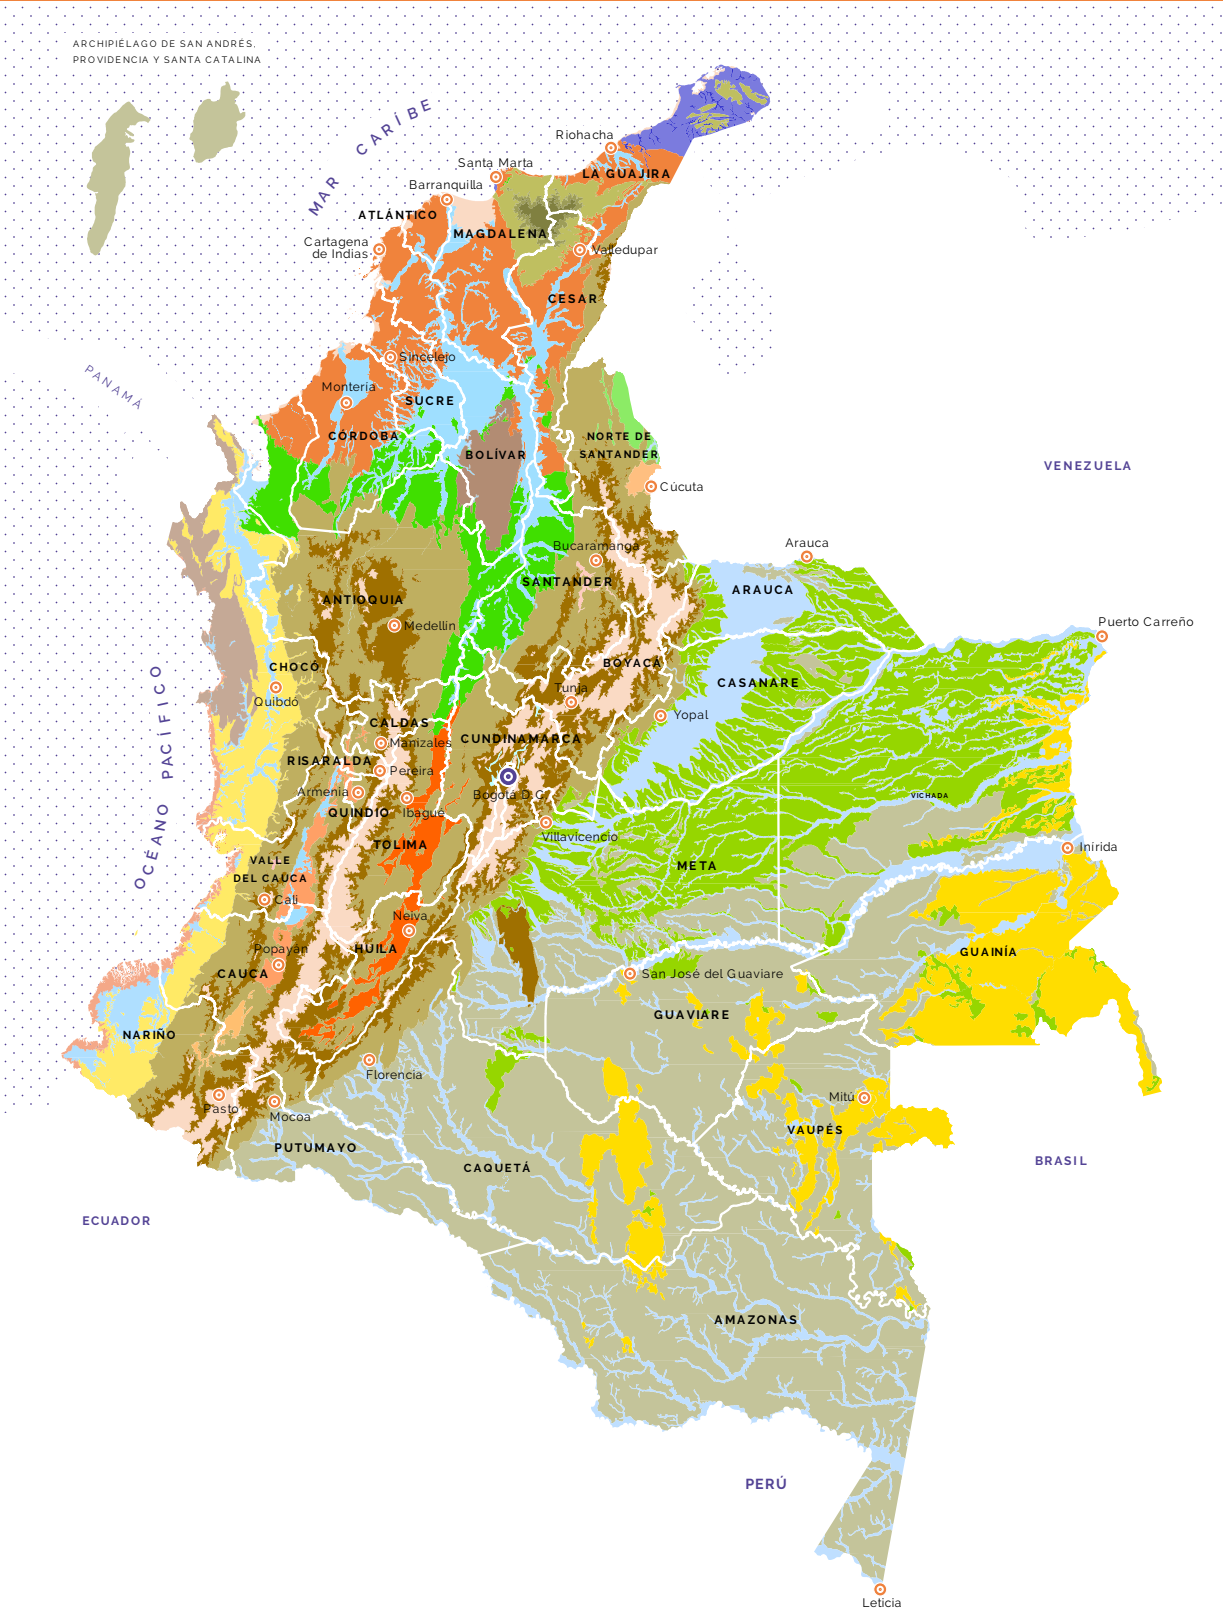 ARCHIPIÉLAGO DE SAN ANDRÉS,
PROVIDENCIA Y SANTA CATALINA
MAR CARÍBE
Riohacha
Santa Marta
LA GUAJIRA
Barranquilla
ATLÁNTICO
MAGDALENA
Cartagena
de Indias
Valledupar
CESAR
Sincelejo
PANAMÁ
Montería
SUCRE
CÓRDOBA
NORTE DE
SANTANDER
BOLÍVAR
VENEZUELA
Cúcuta
Arauca
Bucaramanga
SANTANDER
ARAUCA
ANTIOQUIA
Medellín
Puerto Carreño
CHOCÓ
BOYACÁ
CASANARE
Tunja
Quibdó
Yopal
OCÉANO PACÍFICO
CALDAS
CUNDINAMARCA
Manizales
RISARALDA
Pereira
Armenia
Bogotá D.C
VICHADA
QUINDIO
Ibagué
Villavicencio
TOLIMA
Inírida
VALLE
DEL CAUCA
META
Cali
Neiva
Popayán
HUILA
GUAINÍA
CAUCA
San José del Guaviare
GUAVIARE
NARIÑO
Florencia
Mitú
Pasto
Mocoa
VAUPÉS
PUTUMAYO
CAQUETÁ
BRASIL
ECUADOR
AMAZONAS
PERÚ
Leticia